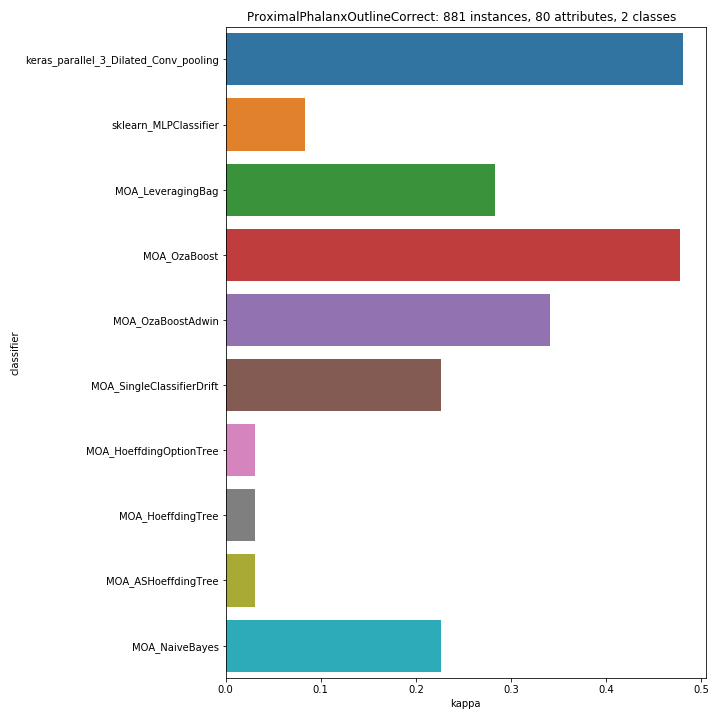 ProximalPhalanxOutlineCorrect: 881 instances, 80 attributes, 2 classes
keras_parallel_3_Dilated_Conv_pooling
sklearn_MLPClassifier
MOA_LeveragingBag
MOA_OzaBoost
MOA_OzaBoostAdwin
MOA_SingleClassifierDrift
MOA_HoeffdingOptionTree
MOA_HoeffdingTree
MOA_ASHoeffdingTree
MOA_NaiveBayes
classifier
0.0 0.1 0.2 0.3 0.4 0.5
kappa